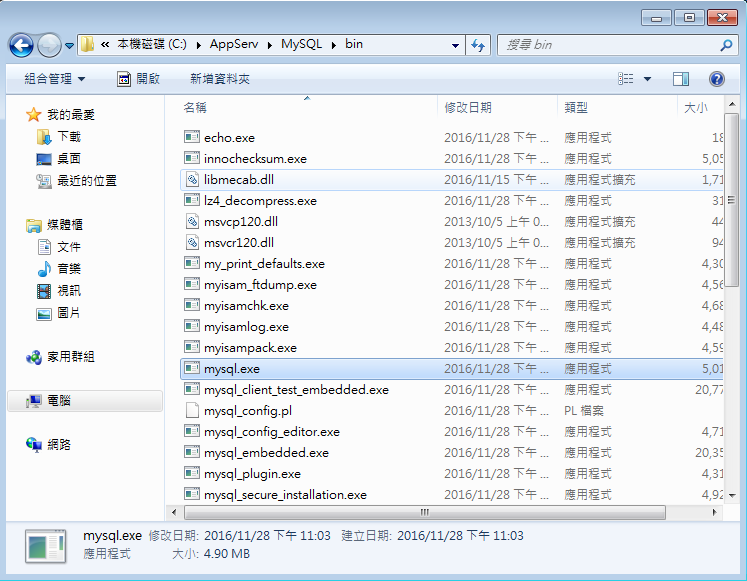 « 本機磁碟 (C:) ▸ AppServ ▸ MySQL ▸ bin 搜尋 bin
組合管理 開啟 新增資料夾
我的最愛
下載
桌面
最近的位置
媒體櫃
文件
音樂
視訊
圖片
家用群組
電腦
網路
名稱 修改日期 類型 大小
echo.exe 2016/11/28 下午 ... 應用程式 18
innochecksum.exe 2016/11/28 下午 ... 應用程式 5,05
libmecab.dll 2016/11/15 下午 ... 應用程式擴充 1,71
lz4_decompress.exe 2016/11/28 下午 ... 應用程式 31
msvcp120.dll 2013/10/5 上午 0... 應用程式擴充 44
msvcr120.dll 2013/10/5 上午 0... 應用程式擴充 94
my_print_defaults.exe 2016/11/28 下午 ... 應用程式 4,30
myisam_ftdump.exe 2016/11/28 下午 ... 應用程式 4,56
myisamchk.exe 2016/11/28 下午 ... 應用程式 4,68
myisamlog.exe 2016/11/28 下午 ... 應用程式 4,48
myisampack.exe 2016/11/28 下午 ... 應用程式 4,59
mysql.exe 2016/11/28 下午 ... 應用程式 5,01
mysql_client_test_embedded.exe 2016/11/28 下午 ... 應用程式 20,77
mysql_config.pl 2016/11/28 下午 ... PL 檔案
mysql_config_editor.exe 2016/11/28 下午 ... 應用程式 4,71
mysql_embedded.exe 2016/11/28 下午 ... 應用程式 20,35
mysql_plugin.exe 2016/11/28 下午 ... 應用程式 4,31
mysql_secure_installation.exe 2016/11/28 下午 ... 應用程式 4,92
mysql.exe 修改日期: 2016/11/28 下午 11:03 建立日期: 2016/11/28 下午 11:03
應用程式 大小: 4.90 MB